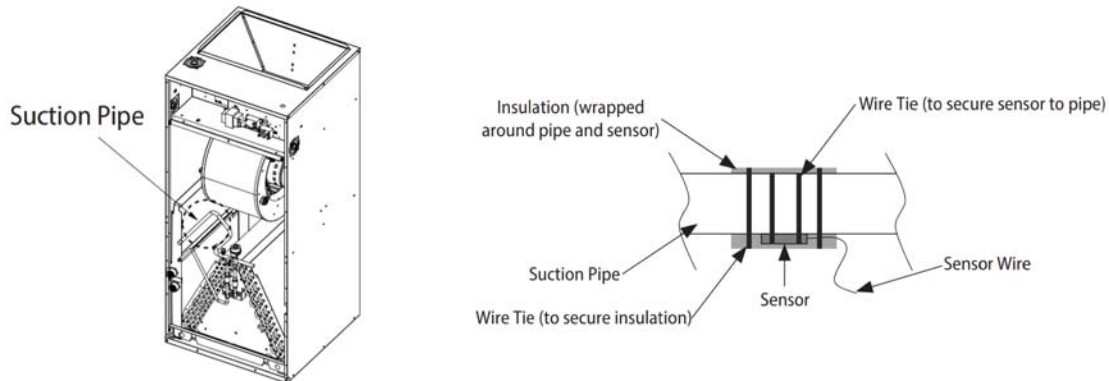 Suction Pipe
Insulation (wrapped
around pipe and sensor)
Wire Tie (to secure sensor to pipe)
Suction Pipe
Sensor
Sensor Wire
Wire Tie (to secure insulation)